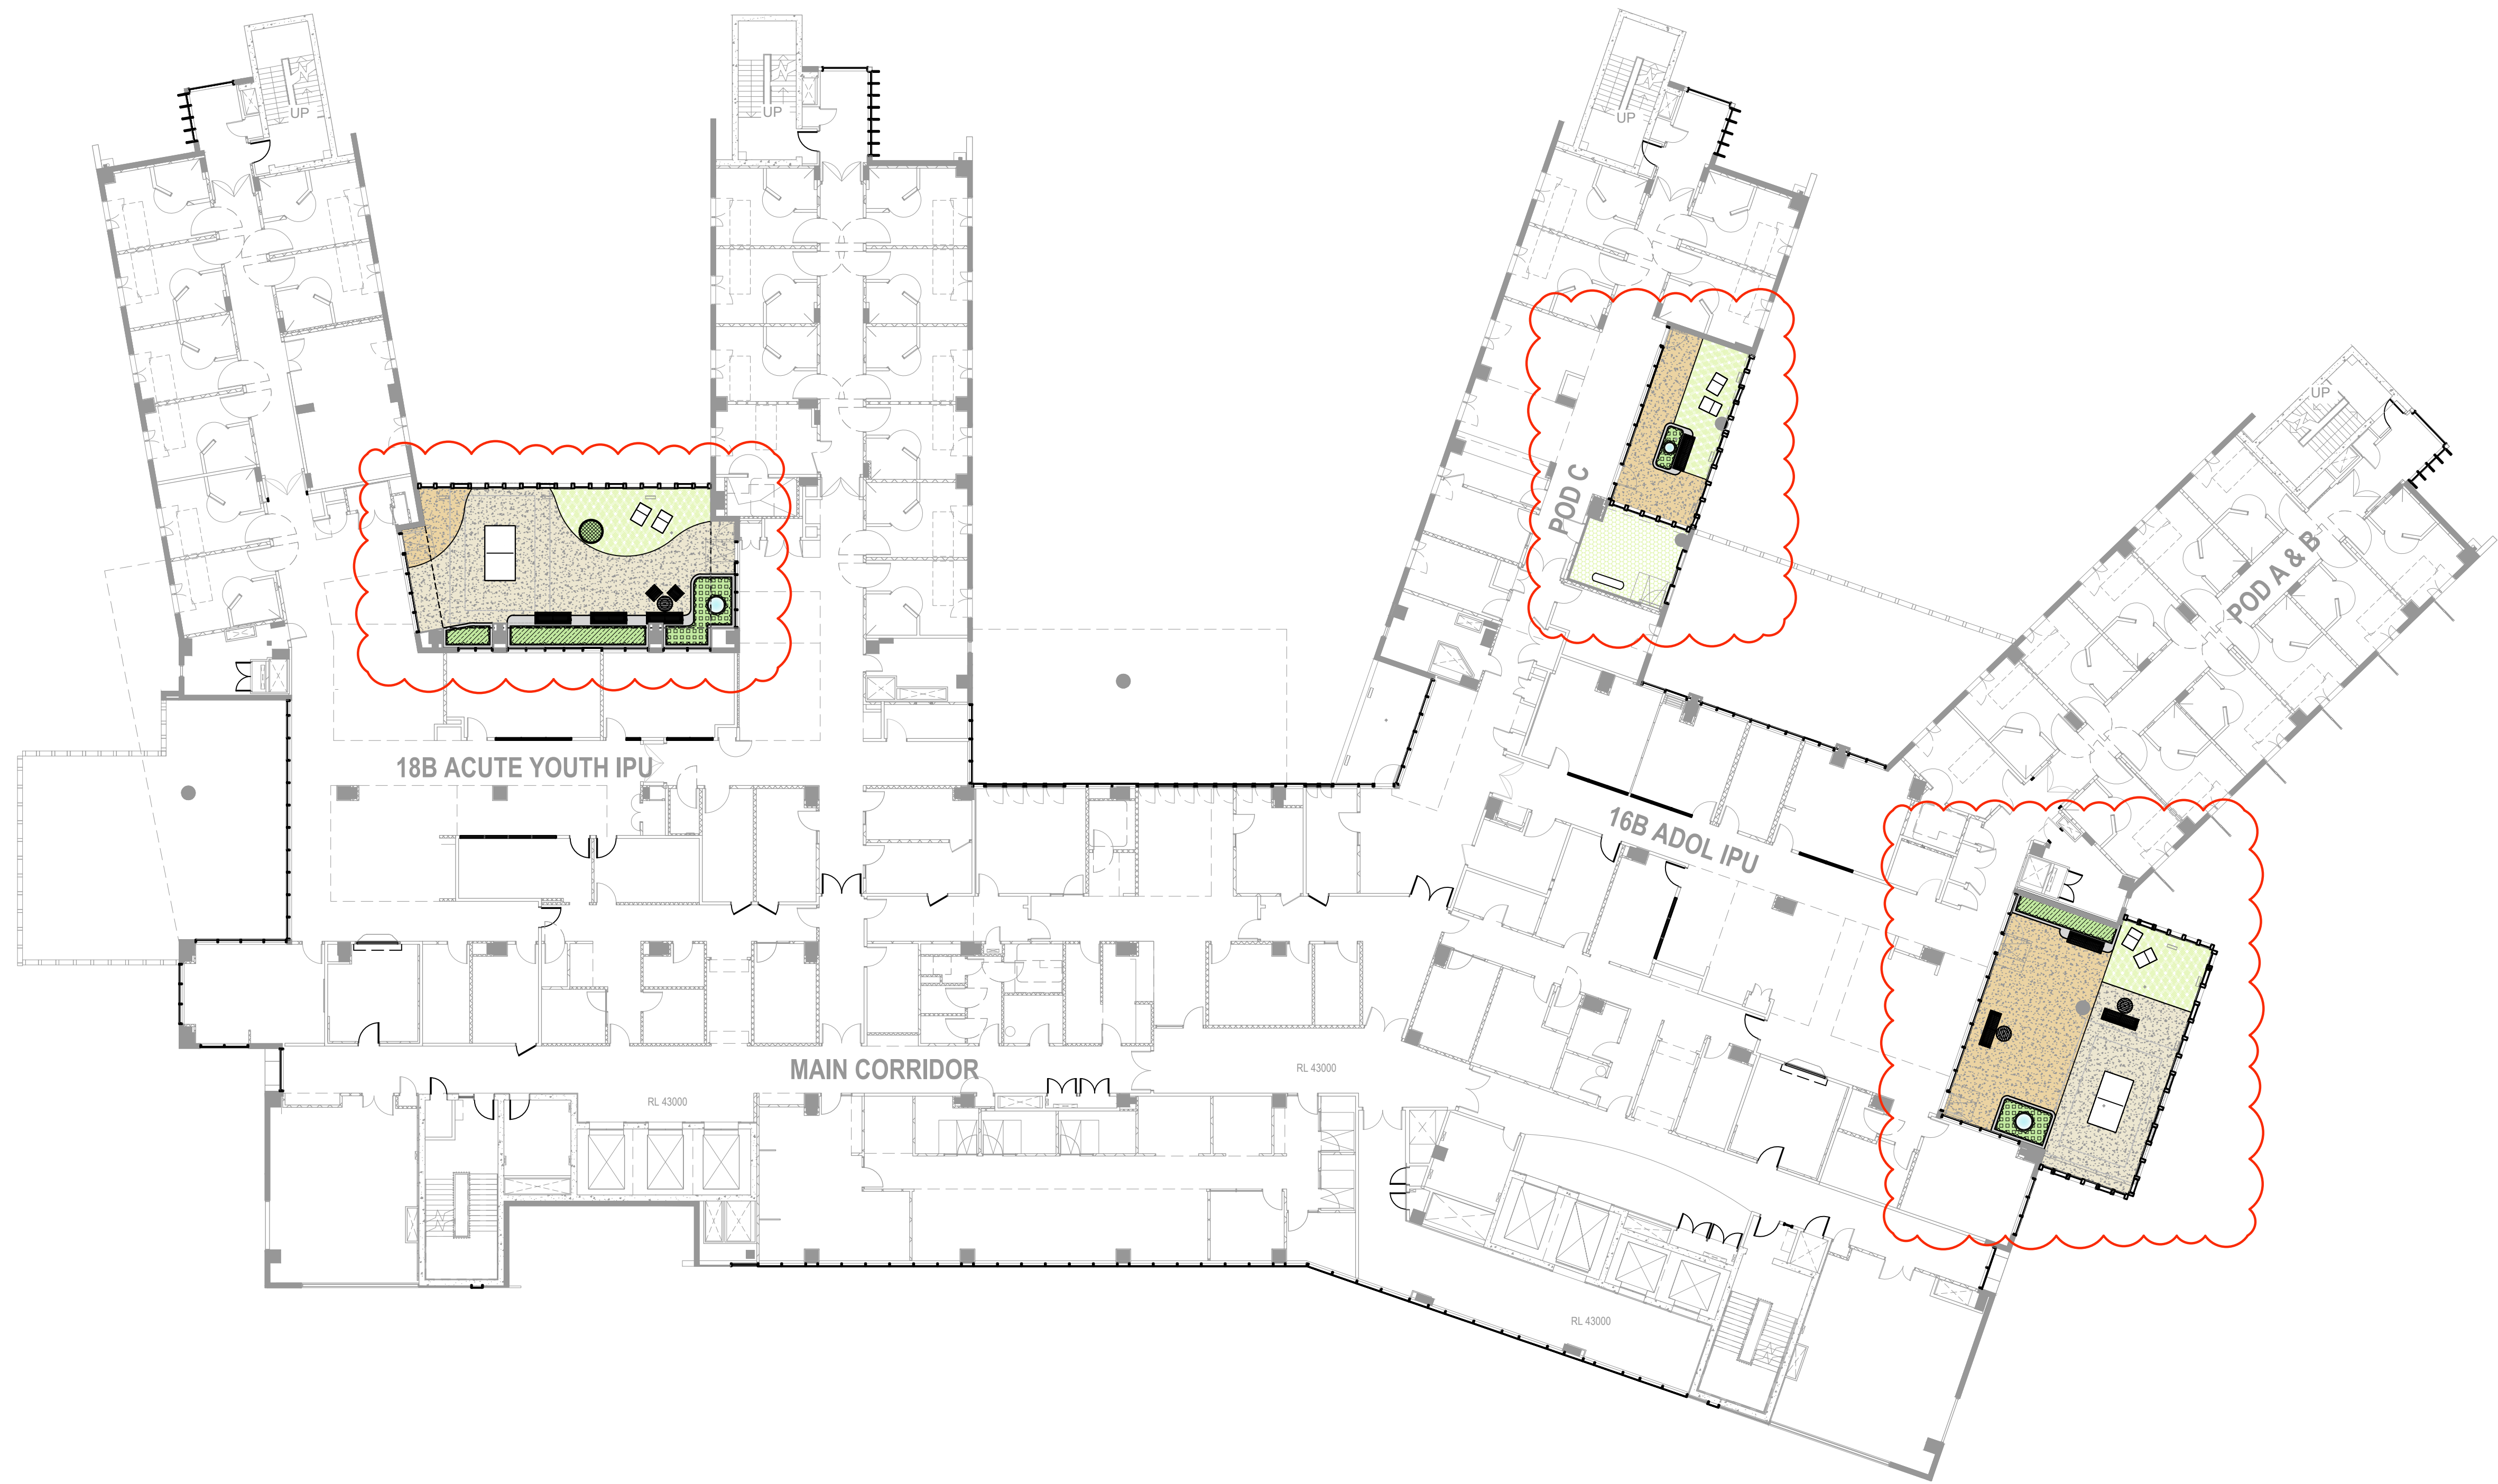 UP
UP
UP
UP
POD C
POD A & B
18B ACUTE YOUTH IPU
16B ADOL IPU
MAIN CORRIDOR
RL 43000
RL 43000
RL 43000